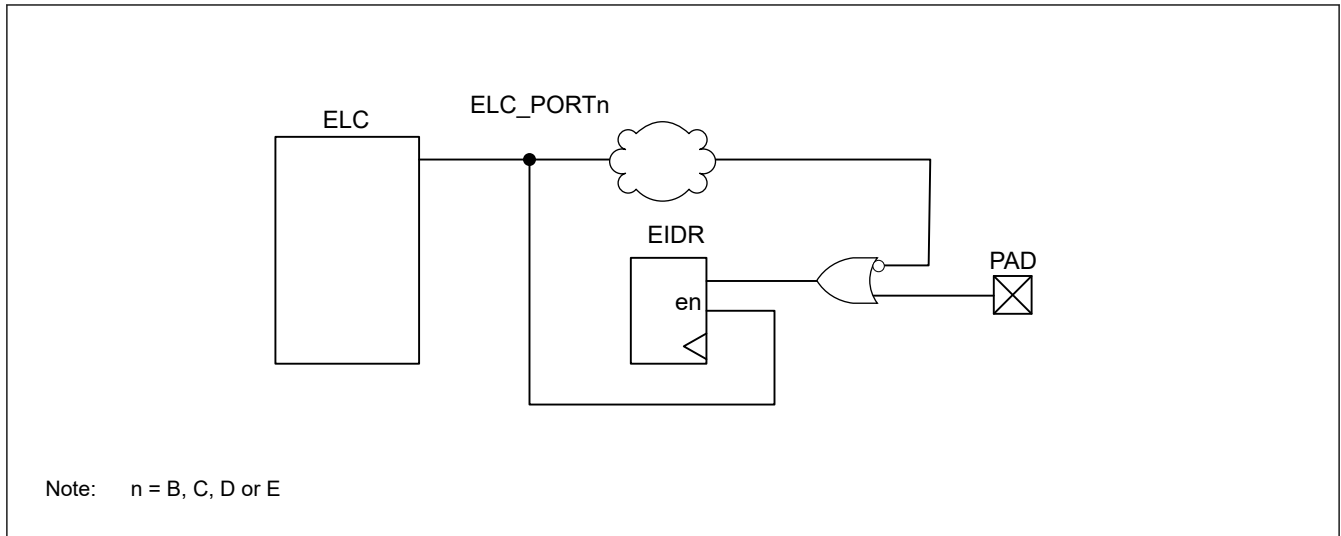 ELC_PORTn
ELC
EIDR
PAD
en
Note: n = B, C, D or E